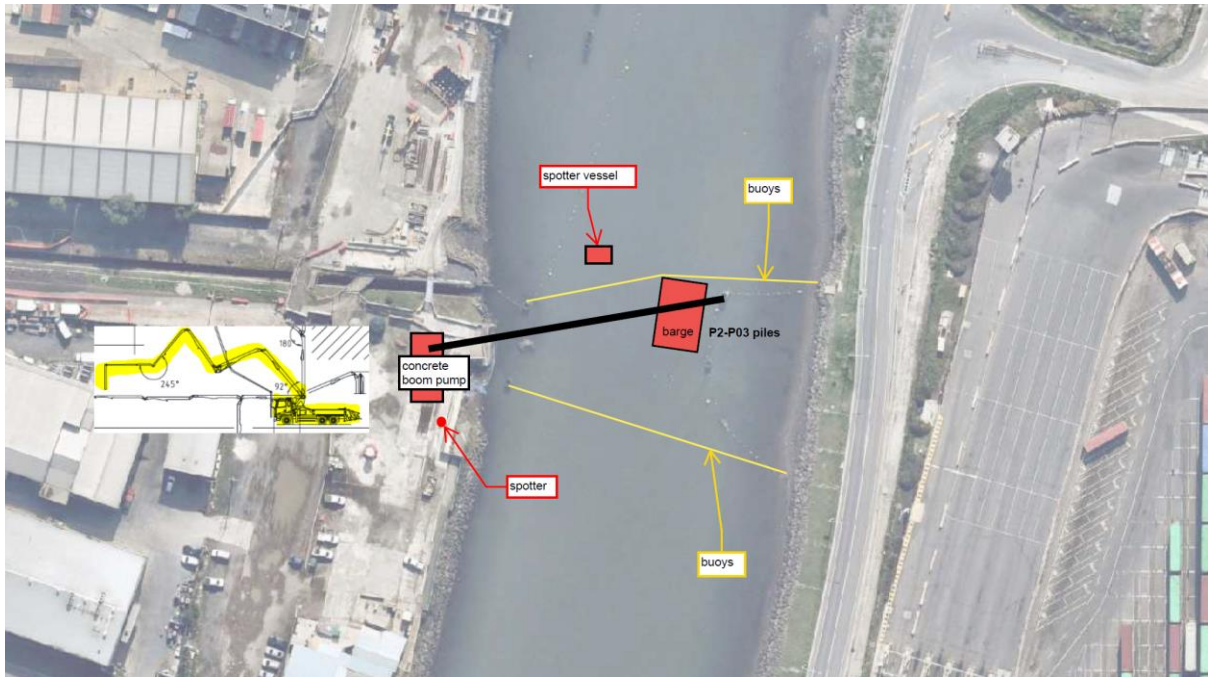 spotter vessel
buoys
180°
245°
92°
concrete
boom pump
barge
P2-P03 piles
spotter
buoys